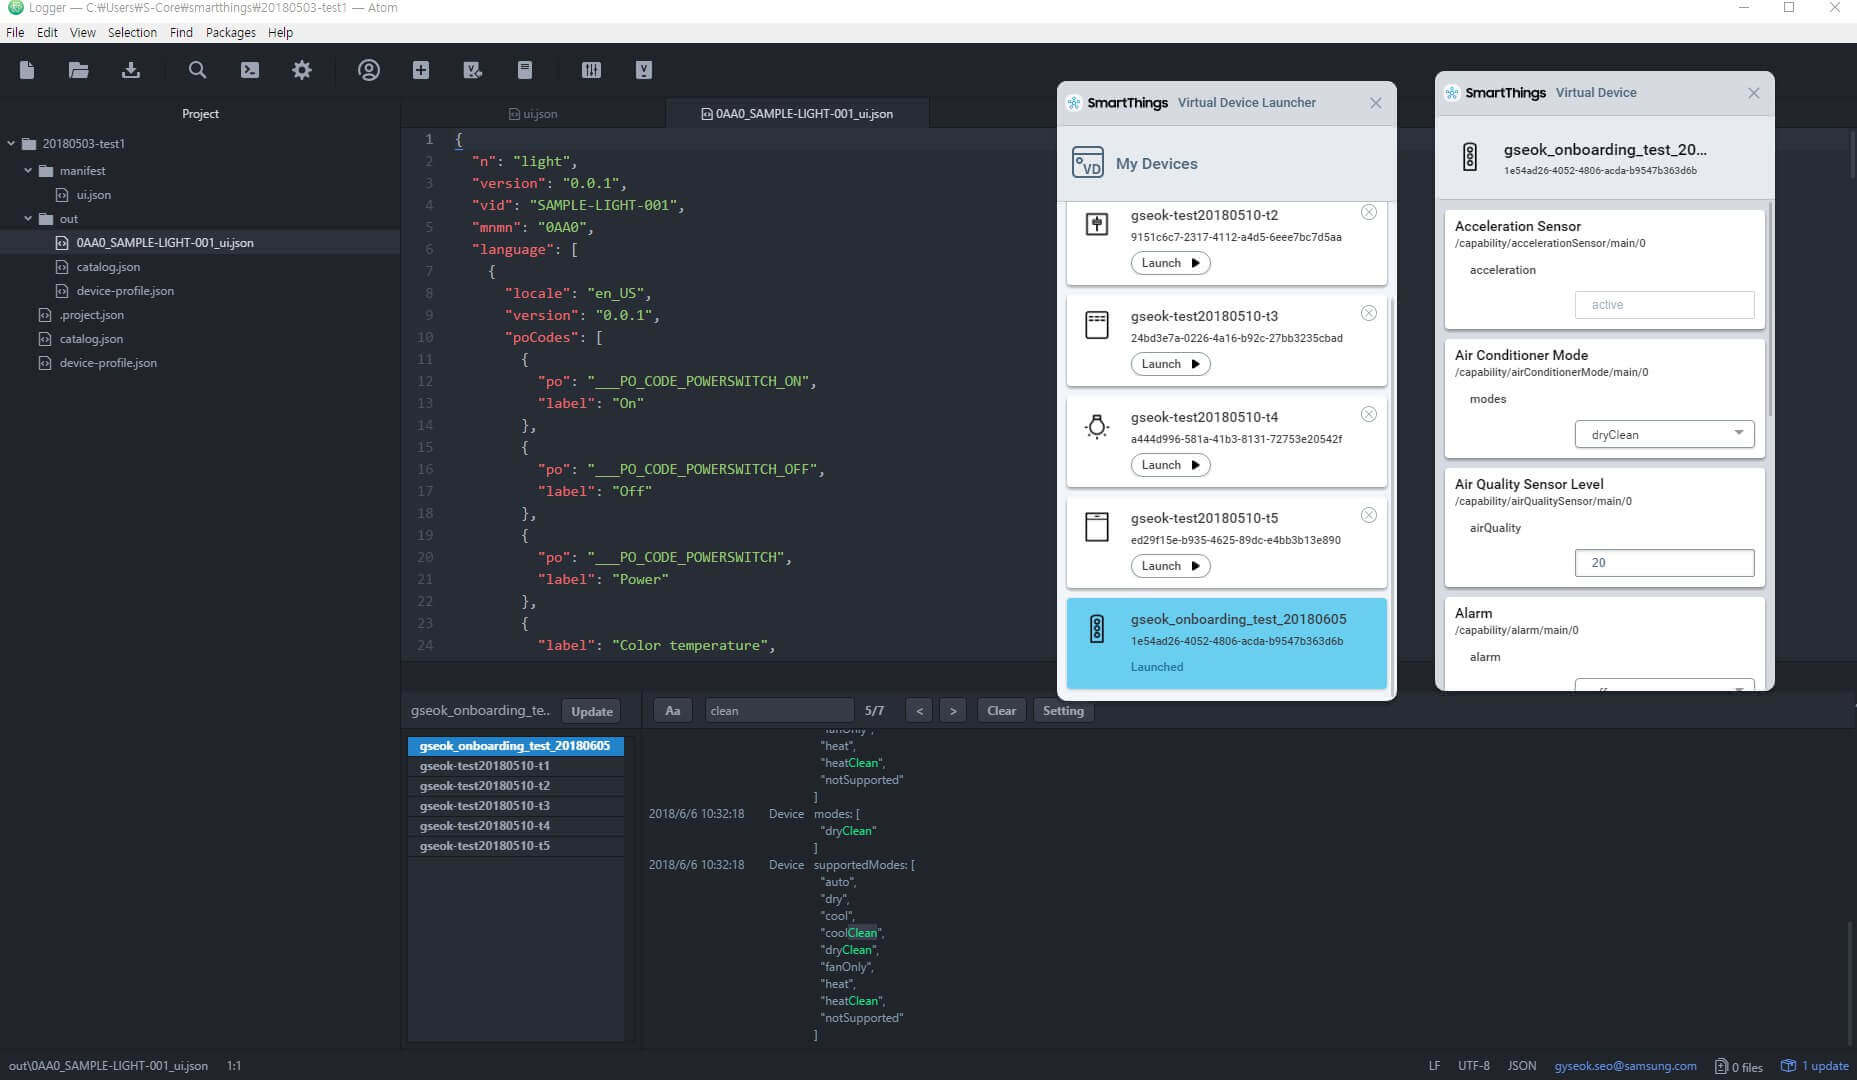 Logger — C:₩Users₩S-Core₩smartthings₩20180503-test1 — Atom
File Edit View Selection Find Packages Help
Project
20180503-test1
manifest
ui.json
out
0AA0_SAMPLE-LIGHT-001_ui.json
catalog.json
device-profile.json
.project.json
catalog.json
device-profile.json
ui.json
0AA0_SAMPLE-LIGHT-001_ui.json
1 {
2 "n": "light",
3 "version": "0.0.1",
4 "vid": "SAMPLE-LIGHT-001",
5 "mnmn": "0AA0",
6 "language": [
7 {
8 "locale": "en_US",
9 "version": "0.0.1",
10 "poCodes": [
11 {
12 "po": "___PO_CODE_POWERSWITCH_ON",
13 "label": "On"
14 },
15 {
16 "po": "___PO_CODE_POWERSWITCH_OFF",
17 "label": "Off"
18 },
19 {
20 "po": "___PO_CODE_POWERSWITCH",
21 "label": "Power"
22 },
23 {
24 "label": "Color temperature",
SmartThings Virtual Device Launcher
VD My Devices
gseok-test20180510-t2
9151c6c7-2317-4112-a4d5-6eee7bc7d5aa
Launch
gseok-test20180510-t3
24bd3e7a-0226-4a16-b92c-27bb3235cbad
Launch
gseok-test20180510-t4
a444d996-581a-41b3-8131-72753e20542f
Launch
gseok-test20180510-t5
ed29f15e-b935-4625-89dc-e4bb3b13e890
Launch
gseok_onboarding_test_20180605
1e54ad26-4052-4806-acda-b9547b363d6b
Launched
SmartThings Virtual Device
gseok_onboarding_test_20...
1e54ad26-4052-4806-acda-b9547b363d6b
Acceleration Sensor
/capability/accelerationSensor/main/0
acceleration
active
Air Conditioner Mode
/capability/airConditionerMode/main/0
modes
dryClean
Air Quality Sensor Level
/capability/airQualitySensor/main/0
airQuality
20
Alarm
/capability/alarm/main/0
alarm
gseok_onboarding_te.. Update
Aa clean 5/7 < > Clear Setting
gseok_onboarding_test_20180605
gseok-test20180510-t1
gseok-test20180510-t2
gseok-test20180510-t3
gseok-test20180510-t4
gseok-test20180510-t5
"fanOnly",
"heat",
"heatClean",
"notSupported"
]
2018/6/6 10:32:18 Device modes: [
"dryClean"
]
2018/6/6 10:32:18 Device supportedModes: [
"auto",
"dry",
"cool",
"coolClean",
"dryClean",
"fanOnly",
"heat",
"heatClean",
"notSupported"
]
out\0AA0_SAMPLE-LIGHT-001_ui.json 1:1
LF UTF-8 JSON gyseok.seo@samsung.com 0 files 1 update